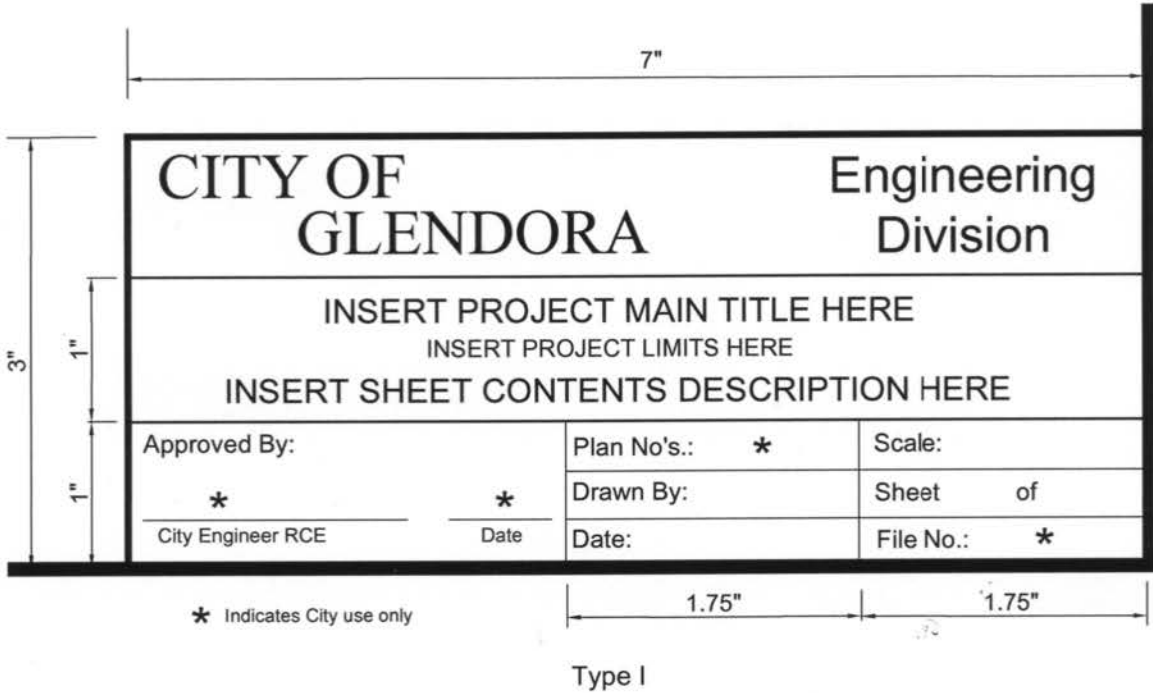 7"
CITY OF
GLENDORA
Engineering
Division
3"
1"
INSERT PROJECT MAIN TITLE HERE
INSERT PROJECT LIMITS HERE
INSERT SHEET CONTENTS DESCRIPTION HERE
1"
Approved By:
* *
City Engineer RCE Date
Plan No's.: *
Drawn By:
Date:
Scale:
Sheet of
File No.: *
* Indicates City use only
1.75" 1.75"
Type I